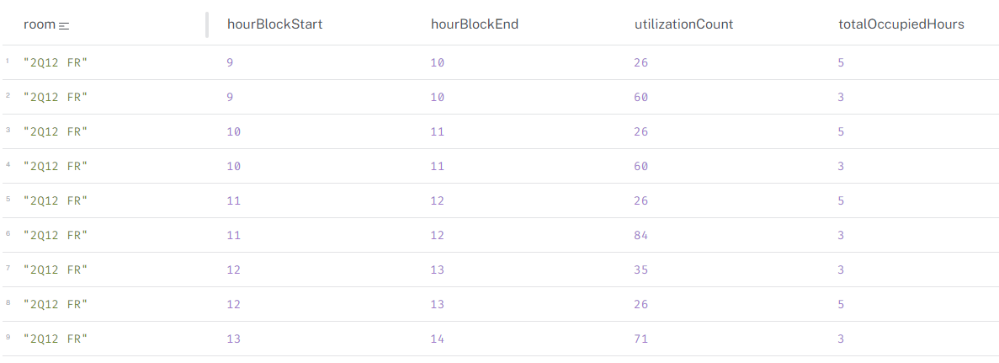 room hourBlockStart hourBlockEnd utilizationCount totalOccupiedHours
1 "2Q12 FR" 9 10 26 5
2 "2Q12 FR" 9 10 60 3
3 "2Q12 FR" 10 11 26 5
4 "2Q12 FR" 10 11 60 3
5 "2Q12 FR" 11 12 26 5
6 "2Q12 FR" 11 12 84 3
7 "2Q12 FR" 12 13 35 3
8 "2Q12 FR" 12 13 26 5
9 "2Q12 FR" 13 14 71 3